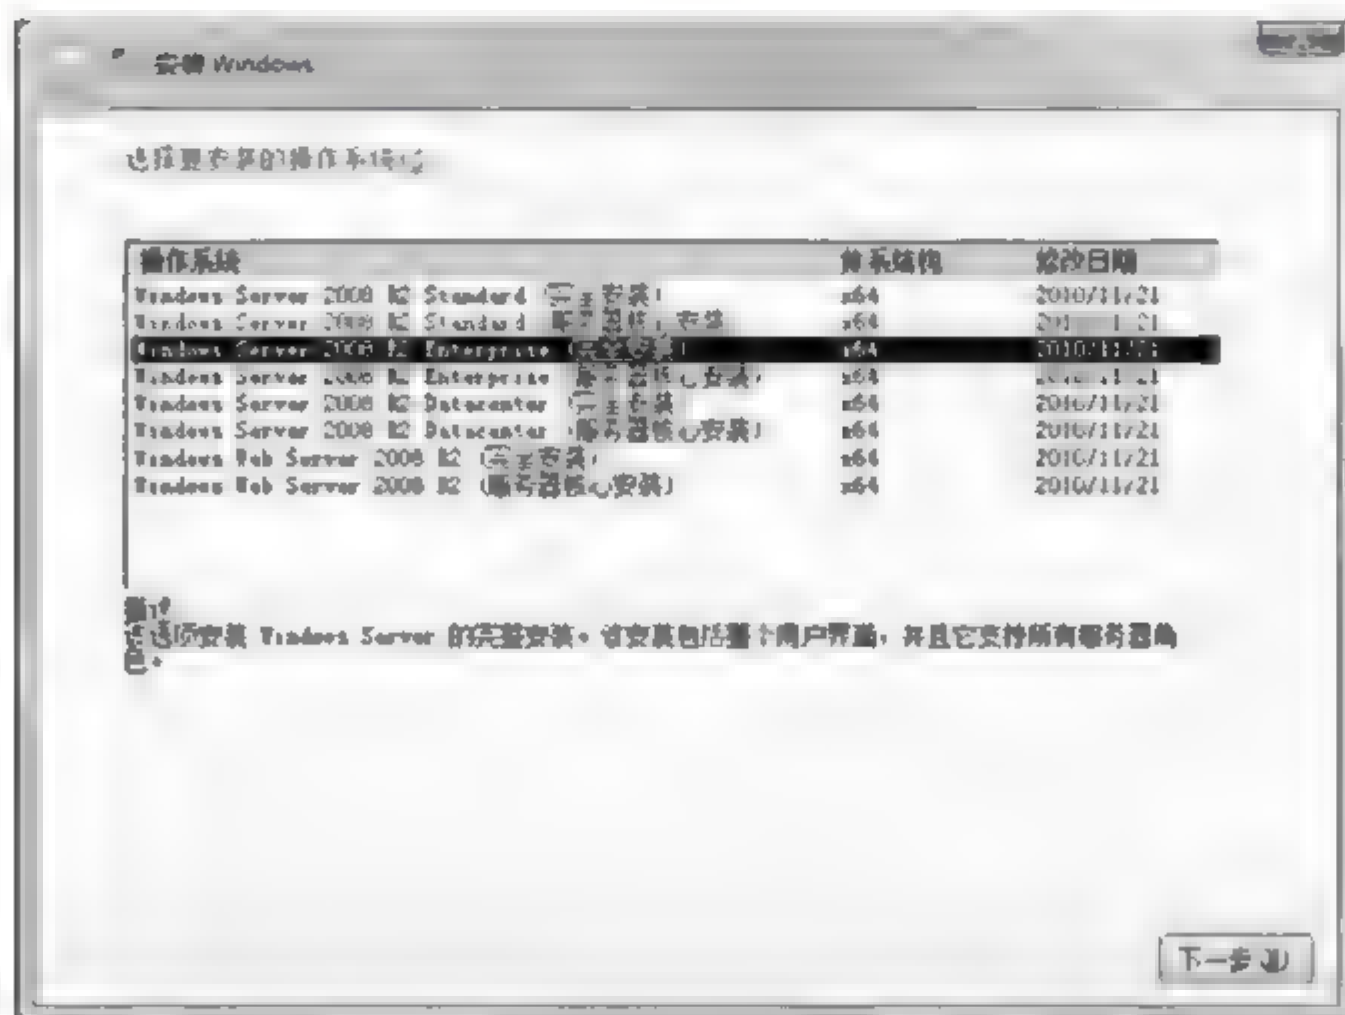 安装 Windows
选择要安装的操作系统(S)
操作系统 体系结构 修改日期
Windows Server 2008 R2 Standard (完全安装) x64 2010/11/21
Windows Server 2008 R2 Standard (服务器核心安装) x64 2010/11/21
Windows Server 2008 R2 Enterprise (完全安装) x64 2010/11/21
Windows Server 2008 R2 Enterprise (服务器核心安装) x64 2010/11/21
Windows Server 2008 R2 Datacenter (完全安装) x64 2010/11/21
Windows Server 2008 R2 Datacenter (服务器核心安装) x64 2010/11/21
Windows Web Server 2008 R2 (完全安装) x64 2010/11/21
Windows Web Server 2008 R2 (服务器核心安装) x64 2010/11/21
描述:
此选项安装 Windows Server 的完整安装。该安装包括整个用户界面，并且它支持所有服务器角
色。
下一步(N)